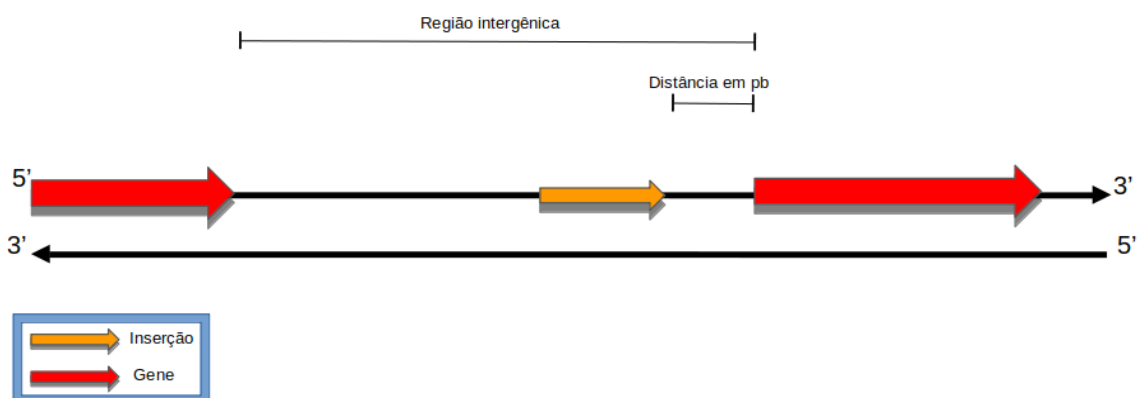 Região intergênica
Distância em pb
5’
3’
3’
5’
Inserção
Gene